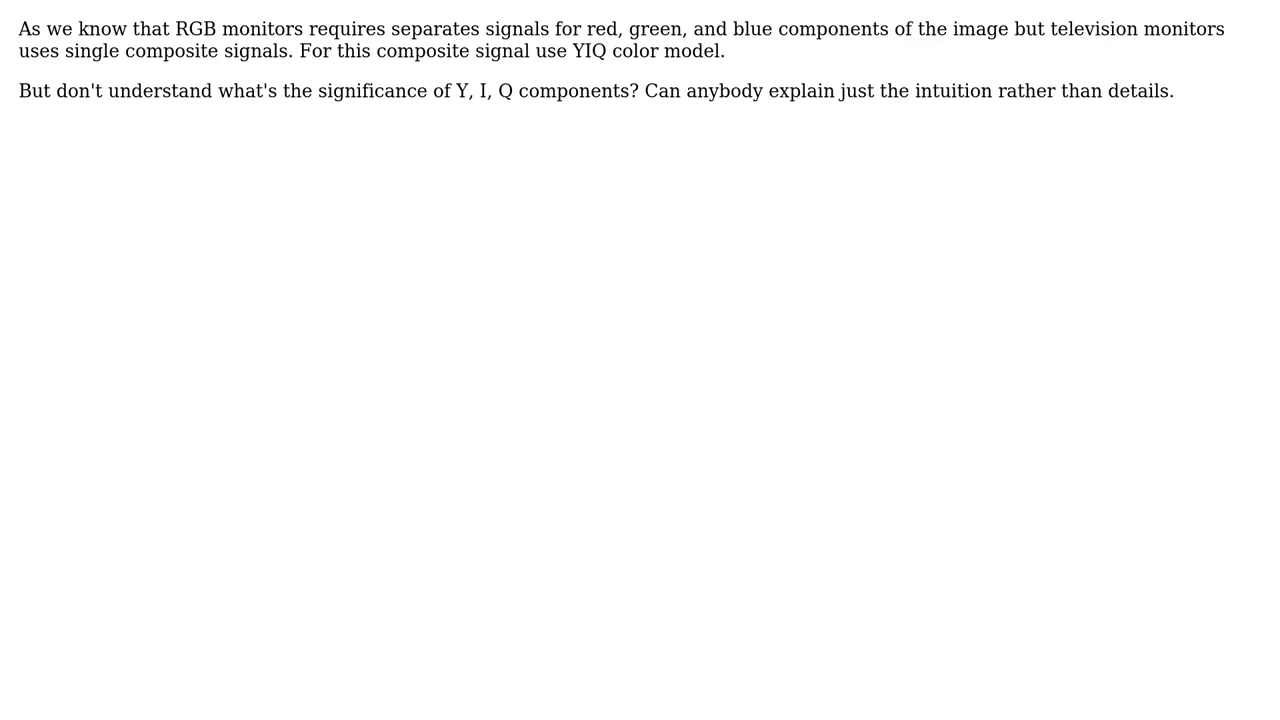 As we know that RGB monitors requires separates signals for red, green, and blue components of the image but television monitors
uses single composite signals. For this composite signal use YIQ color model.
But don't understand what's the significance of Y, I, Q components? Can anybody explain just the intuition rather than details.